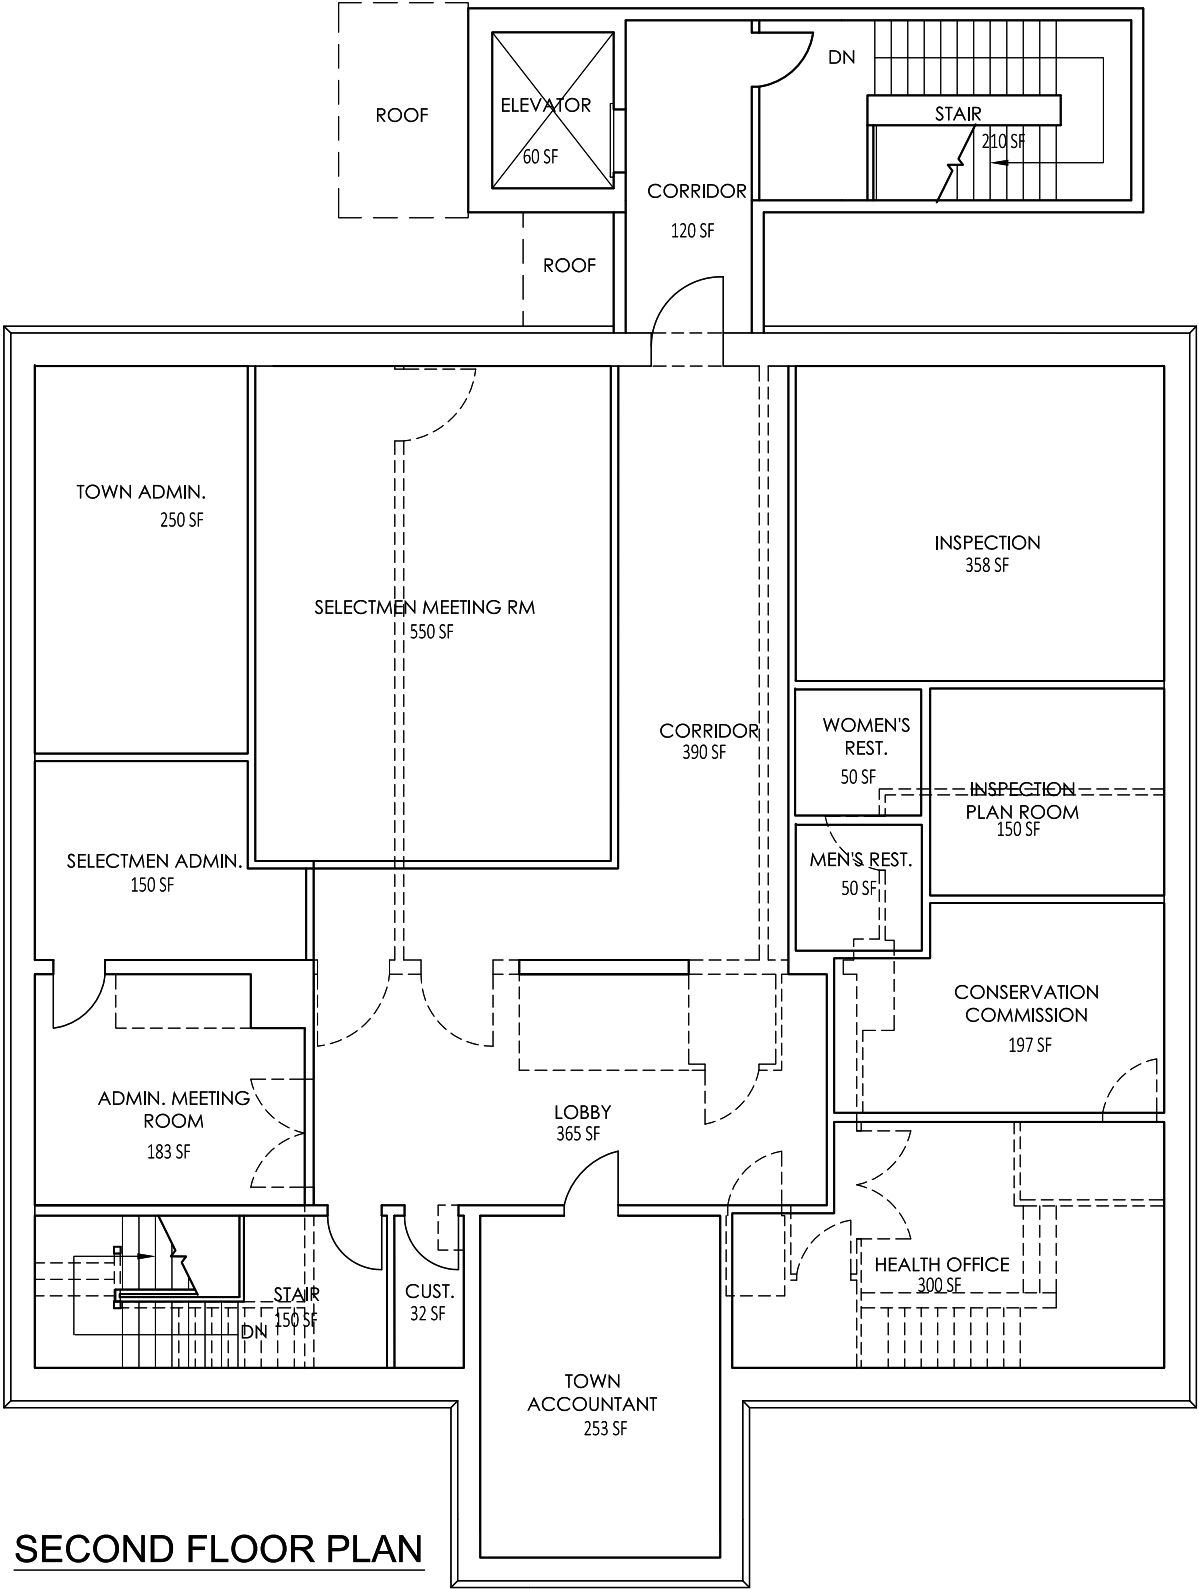 DN
ELEVATOR
ROOF
STAIR
210 SF
60 SF
CORRIDOR
120 SF
ROOF
TOWN ADMIN.
250 SF
INSPECTION
358 SF
SELECTMEN MEETING RM
550 SF
WOMEN'S
REST.
50 SF
CORRIDOR
390 SF
INSPECTION
PLAN ROOM
150 SF
SELECTMEN ADMIN.
150 SF
MEN'S REST.
50 SF
CONSERVATION
COMMISSION
197 SF
ADMIN. MEETING
ROOM
183 SF
LOBBY
365 SF
HEALTH OFFICE
300 SF
STAIR
150 SF
DN
CUST.
32 SF
TOWN
ACCOUNTANT
253 SF
SECOND FLOOR PLAN